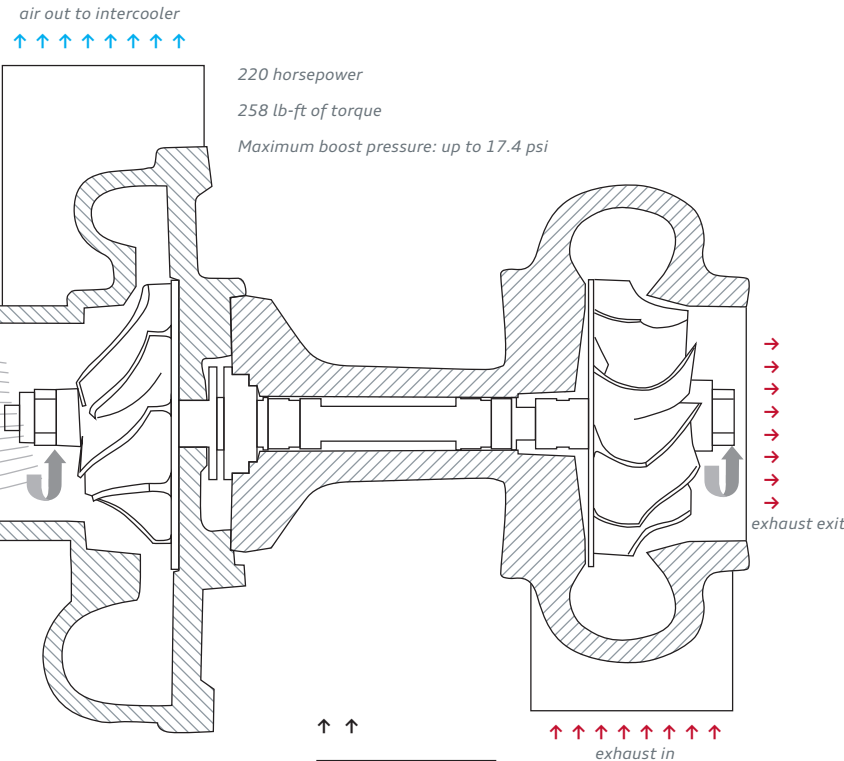 air out to intercooler
220 horsepower
258 lb-ft of torque
Maximum boost pressure: up to 17.4 psi
exhaust exit
exhaust in